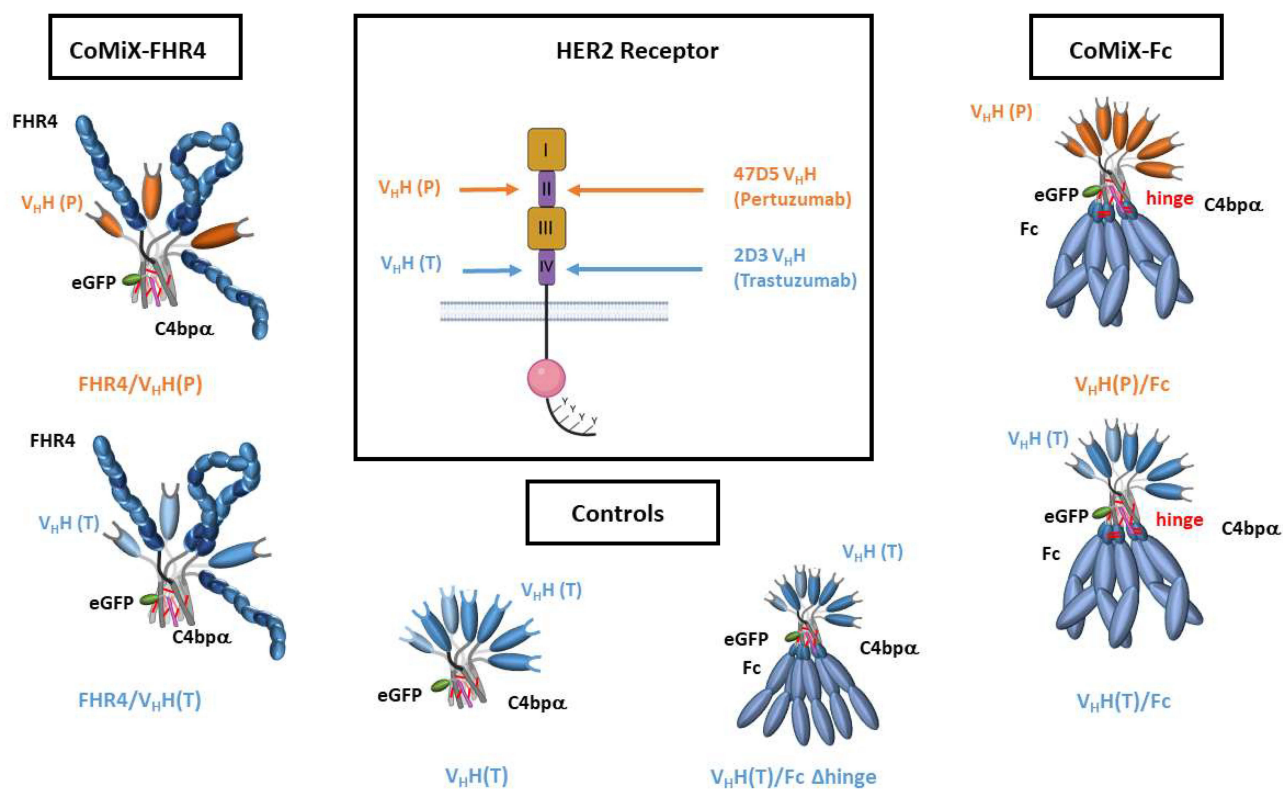 CoMiX-FHR4
FHR4
VHH (P)
eGFP
C4bpα
FHR4/VHH(P)
FHR4
VHH (T)
eGFP
C4bpα
FHR4/VHH(T)
HER2 Receptor
I
II
III
IV
VHH (P)
47D5 VHH
(Pertuzumab)
VHH (T)
2D3 VHH
(Trastuzumab)
Y Y Y Y
Controls
VHH (T)
eGFP
C4bpα
VHH(T)
VHH (T)
eGFP
Fc
C4bpα
VHH(T)/Fc Δhinge
CoMiX-Fc
VHH (P)
eGFP
hinge
C4bpα
Fc
VHH(P)/Fc
VHH (T)
eGFP
hinge
C4bpα
Fc
VHH(T)/Fc